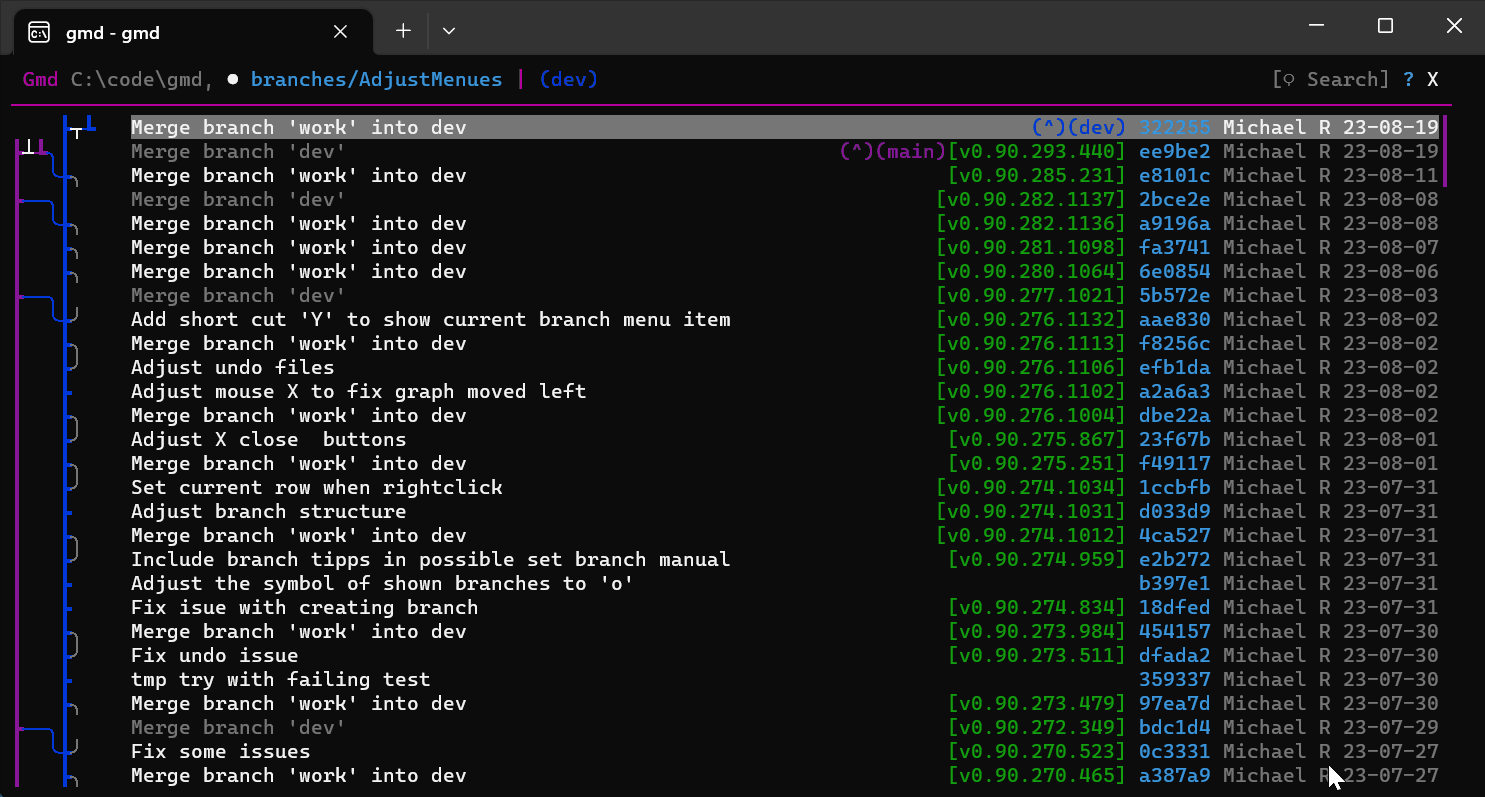 gmd - gmd
Gmd C:\code\gmd, ● branches/AdjustMenues | (dev) [⚲ Search] ? X
Merge branch 'work' into dev (^)(dev) 322255 Michael R 23-08-19
Merge branch 'dev' (^)(main)[v0.90.293.440] ee9be2 Michael R 23-08-19
Merge branch 'work' into dev [v0.90.285.231] e8101c Michael R 23-08-11
Merge branch 'dev' [v0.90.282.1137] 2bce2e Michael R 23-08-08
Merge branch 'work' into dev [v0.90.282.1136] a9196a Michael R 23-08-08
Merge branch 'work' into dev [v0.90.281.1098] fa3741 Michael R 23-08-07
Merge branch 'work' into dev [v0.90.280.1064] 6e0854 Michael R 23-08-06
Merge branch 'dev' [v0.90.277.1021] 5b572e Michael R 23-08-03
Add short cut 'Y' to show current branch menu item [v0.90.276.1132] aae830 Michael R 23-08-02
Merge branch 'work' into dev [v0.90.276.1113] f8256c Michael R 23-08-02
Adjust undo files [v0.90.276.1106] efb1da Michael R 23-08-02
Adjust mouse X to fix graph moved left [v0.90.276.1102] a2a6a3 Michael R 23-08-02
Merge branch 'work' into dev [v0.90.276.1004] dbe22a Michael R 23-08-02
Adjust X close  buttons [v0.90.275.867] 23f67b Michael R 23-08-01
Merge branch 'work' into dev [v0.90.275.251] f49117 Michael R 23-08-01
Set current row when rightclick [v0.90.274.1034] 1ccbfb Michael R 23-07-31
Adjust branch structure [v0.90.274.1031] d033d9 Michael R 23-07-31
Merge branch 'work' into dev [v0.90.274.1012] 4ca527 Michael R 23-07-31
Include branch tipps in possible set branch manual [v0.90.274.959] e2b272 Michael R 23-07-31
Adjust the symbol of shown branches to 'o' b397e1 Michael R 23-07-31
Fix isue with creating branch [v0.90.274.834] 18dfed Michael R 23-07-31
Merge branch 'work' into dev [v0.90.273.984] 454157 Michael R 23-07-30
Fix undo issue [v0.90.273.511] dfada2 Michael R 23-07-30
tmp try with failing test 359337 Michael R 23-07-30
Merge branch 'work' into dev [v0.90.273.479] 97ea7d Michael R 23-07-30
Merge branch 'dev' [v0.90.272.349] bdc1d4 Michael R 23-07-29
Fix some issues [v0.90.270.523] 0c3331 Michael R 23-07-27
Merge branch 'work' into dev [v0.90.270.465] a387a9 Michael R 23-07-27